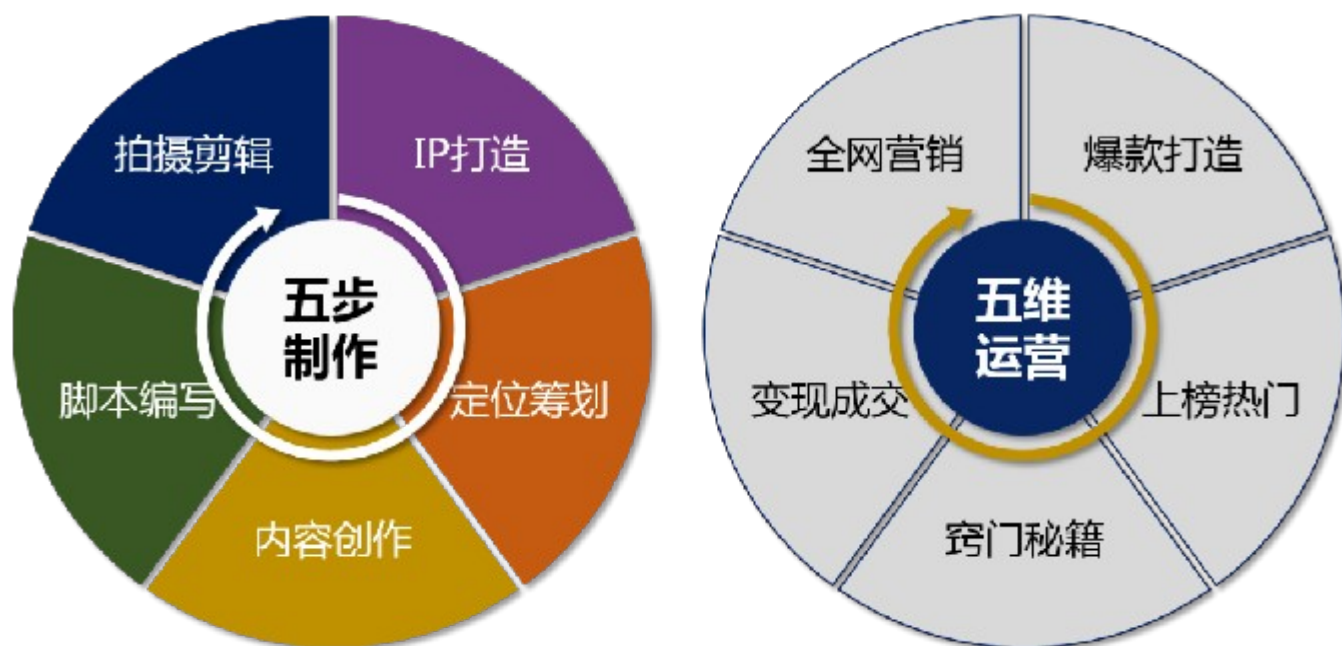 拍摄剪辑
IP打造
五步
制作
脚本编写
定位筹划
内容创作
全网营销
爆款打造
五维
运营
变现成交
上榜热门
窍门秘籍